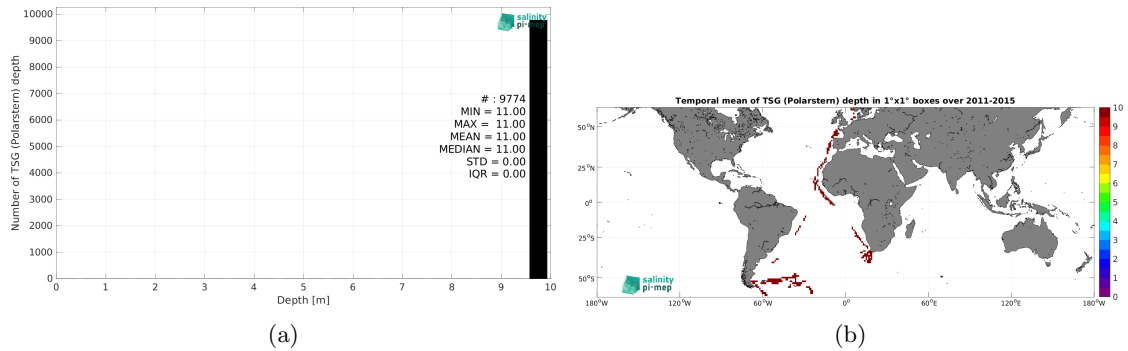 10000
9000
8000
7000
6000
5000
4000
3000
2000
1000
0
Number of TSG (Polarstern) depth
salinity
pi-mep
# : 9774
MIN = 11.00
MAX = 11.00
MEAN = 11.00
MEDIAN = 11.00
STD = 0.00
IQR = 0.00
0 1 2 3 4 5 6 7 8 9 10
Depth [m]
(a)
Temporal mean of TSG (Polarstern) depth in 1°x1° boxes over 2011-2015
50°N
25°N
0°
25°S
50°S
salinity
pi-mep
180°W 120°W 60°W 0° 60°E 120°E 180°W
10
9
8
7
6
5
4
3
2
1
0
(b)